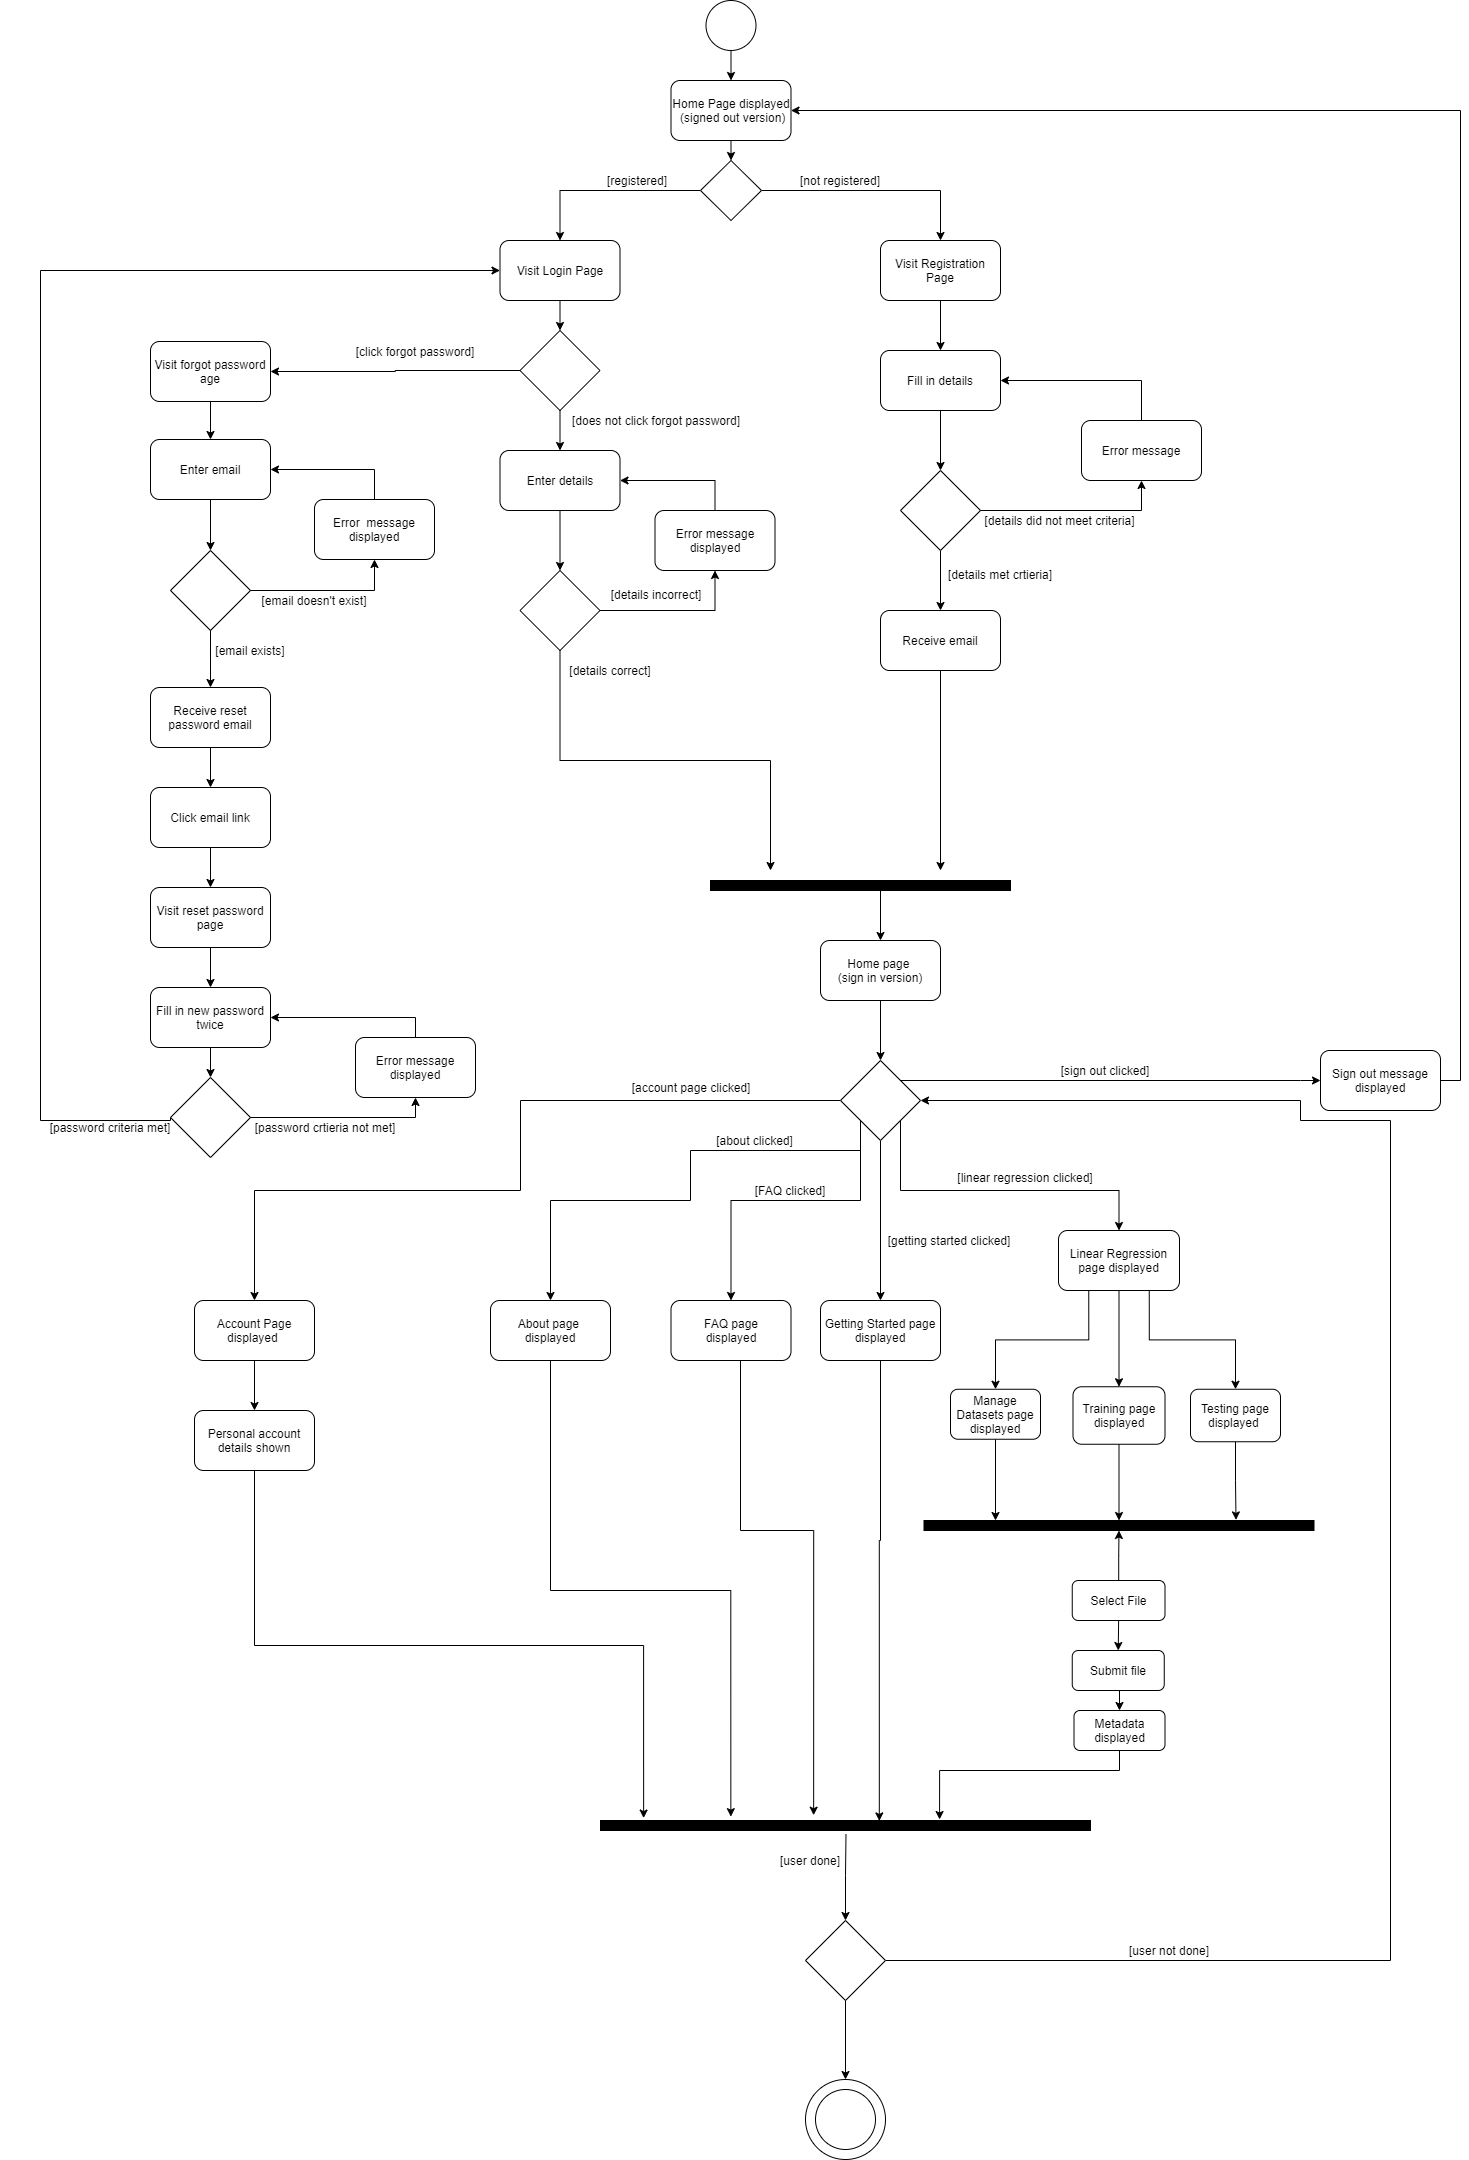 Home Page displayed
(signed out version)
[registered]
[not registered]
Visit Login Page
Visit Registration
Page
[click forgot password]
Visit forgot password
age
Fill in details
[does not click forgot password]
Error message
Enter email
Enter details
Error  message
displayed
Error message
displayed
[details did not meet criteria]
[details met crtieria]
[email doesn't exist]
[details incorrect]
[email exists]
Receive email
[details correct]
Receive reset
password email
Click email link
Visit reset password
page
Home page
(sign in version)
Fill in new password
twice
Error message
displayed
[sign out clicked]
Sign out message
displayed
[account page clicked]
[password criteria met]
[password crtieria not met]
[about clicked]
[linear regression clicked]
[FAQ clicked]
[getting started clicked]
Linear Regression
page displayed
Account Page
displayed
About page
displayed
FAQ page
displayed
Getting Started page
displayed
Manage
Datasets page
displayed
Training page
displayed
Testing page
displayed
Personal account
details shown
Select File
Submit file
Metadata
displayed
[user done]
[user not done]